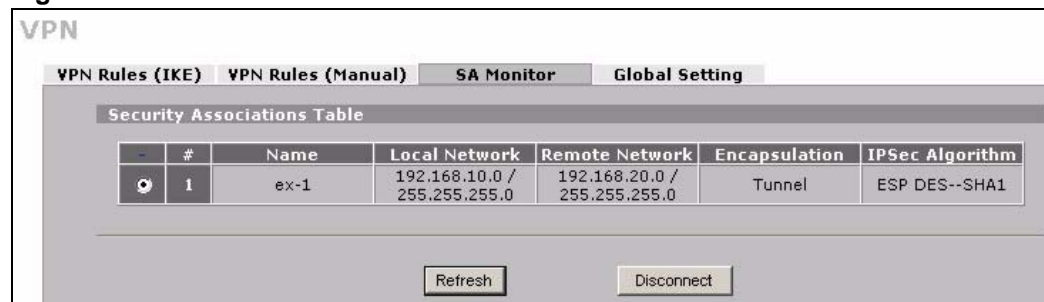 VPN
VPN Rules (IKE) VPN Rules (Manual) SA Monitor Global Setting
Security Associations Table
- # Name Local Network Remote Network Encapsulation IPSec Algorithm
1 ex-1 192.168.10.0 / 255.255.255.0 192.168.20.0 / 255.255.255.0 Tunnel ESP DES--SHA1
Refresh Disconnect